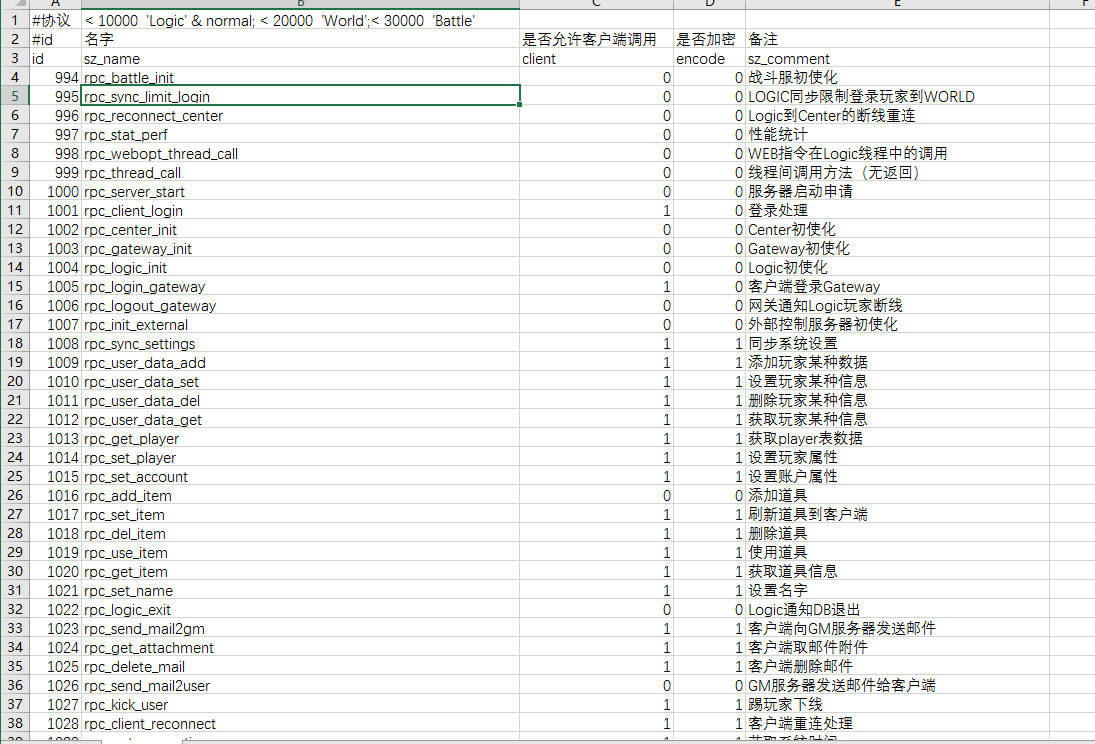 A B C D E F
1 #协议 < 10000 'Logic' & normal; < 20000 'World';< 30000 'Battle'
2 #id 名字 是否允许客户端调用 是否加密 备注
3 id sz_name client encode sz_comment
4 994 rpc_battle_init 0 0 战斗服初使化
5 995 rpc_sync_limit_login 0 0 LOGIC同步限制登录玩家到WORLD
6 996 rpc_reconnect_center 0 0 Logic到Center的断线重连
7 997 rpc_stat_perf 0 0 性能统计
8 998 rpc_webopt_thread_call 0 0 WEB指令在Logic线程中的调用
9 999 rpc_thread_call 0 0 线程间调用方法（无返回）
10 1000 rpc_server_start 0 0 服务器启动申请
11 1001 rpc_client_login 1 0 登录处理
12 1002 rpc_center_init 0 0 Center初使化
13 1003 rpc_gateway_init 0 0 Gateway初使化
14 1004 rpc_logic_init 0 0 Logic初使化
15 1005 rpc_login_gateway 1 0 客户端登录Gateway
16 1006 rpc_logout_gateway 0 0 网关通知Logic玩家断线
17 1007 rpc_init_external 0 0 外部控制服务器初使化
18 1008 rpc_sync_settings 1 1 同步系统设置
19 1009 rpc_user_data_add 1 1 添加玩家某种数据
20 1010 rpc_user_data_set 1 1 设置玩家某种信息
21 1011 rpc_user_data_del 1 1 删除玩家某种信息
22 1012 rpc_user_data_get 1 1 获取玩家某种信息
23 1013 rpc_get_player 1 1 获取player表数据
24 1014 rpc_set_player 1 1 设置玩家属性
25 1015 rpc_set_account 1 1 设置账户属性
26 1016 rpc_add_item 0 0 添加道具
27 1017 rpc_set_item 1 1 刷新道具到客户端
28 1018 rpc_del_item 1 1 删除道具
29 1019 rpc_use_item 1 1 使用道具
30 1020 rpc_get_item 1 1 获取道具信息
31 1021 rpc_set_name 1 1 设置名字
32 1022 rpc_logic_exit 0 0 Logic通知DB退出
33 1023 rpc_send_mail2gm 1 1 客户端向GM服务器发送邮件
34 1024 rpc_get_attachment 1 1 客户端取邮件附件
35 1025 rpc_delete_mail 1 1 客户端删除邮件
36 1026 rpc_send_mail2user 0 0 GM服务器发送邮件给客户端
37 1027 rpc_kick_user 1 1 踢玩家下线
38 1028 rpc_client_reconnect 1 1 客户端重连处理